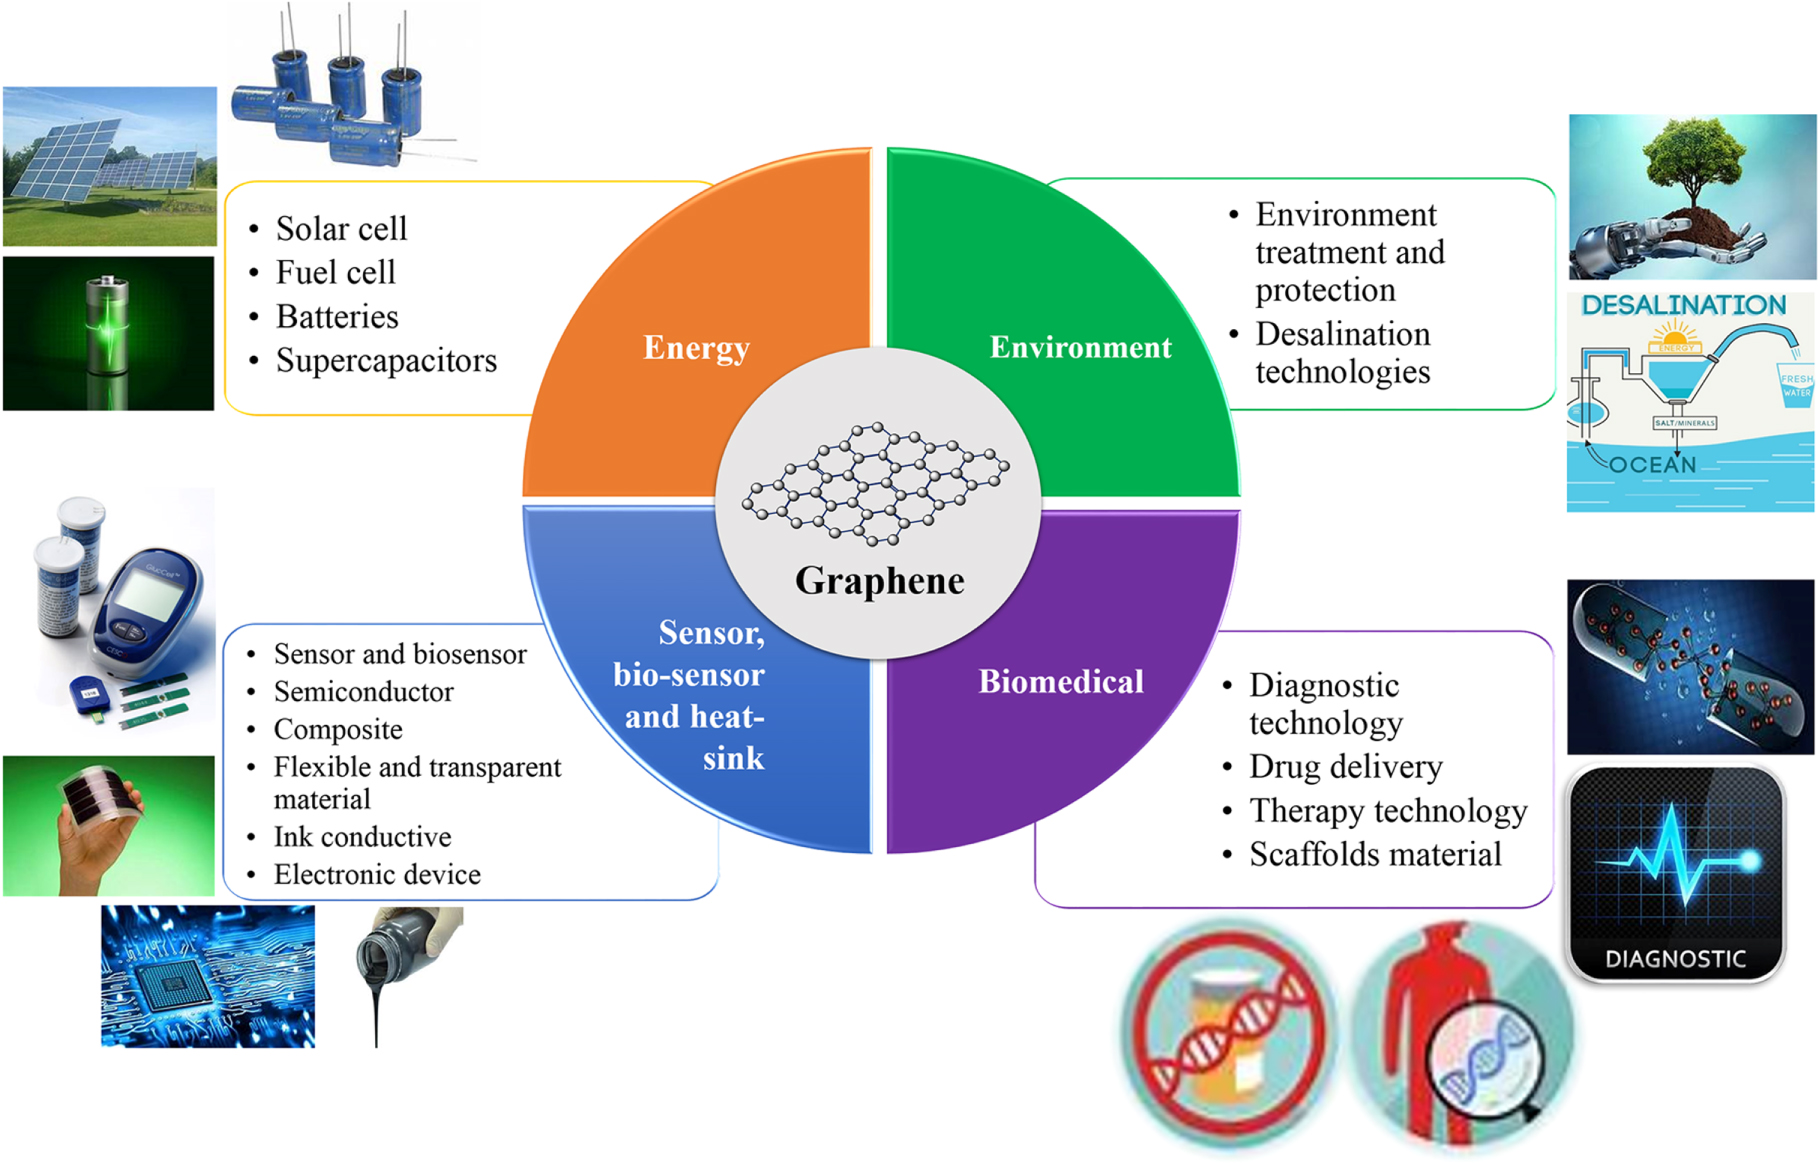 • Solar cell
• Fuel cell
• Batteries
• Supercapacitors
Energy
Environment
• Environment
treatment and
protection
• Desalination
technologies
DESALINATION
ENERGY
FRESH
WATER
SALT/MINERALS
OCEAN
Graphene
• Sensor and biosensor
• Semiconductor
• Composite
• Flexible and transparent
material
• Ink conductive
• Electronic device
Sensor,
bio-sensor
and heat-
sink
Biomedical
• Diagnostic
technology
• Drug delivery
• Therapy technology
• Scaffolds material
DIAGNOSTIC